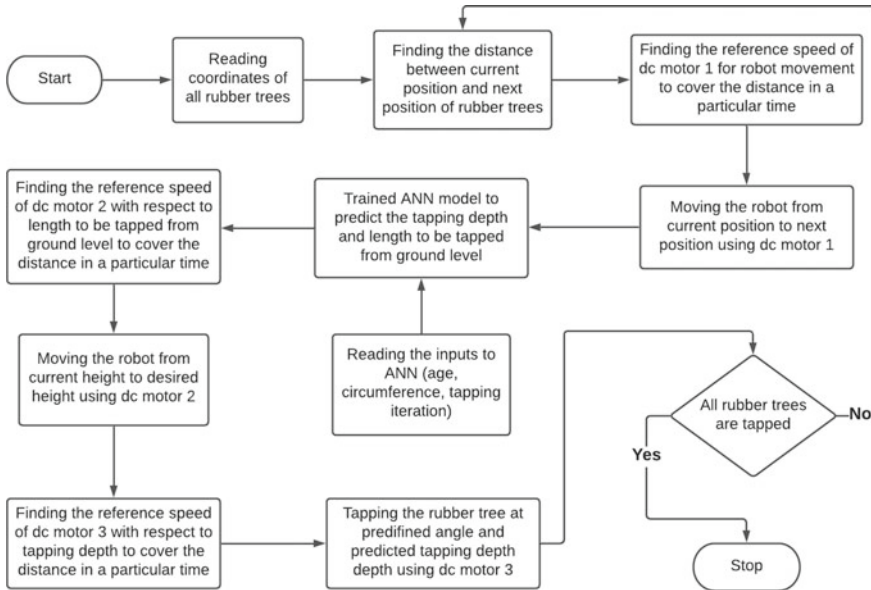 Start
Reading
coordinates of
all rubber trees
Finding the distance
between current
position and next
position of rubber trees
Finding the reference speed of
dc motor 1 for robot movement
to cover the distance in a
particular time
Moving the robot from
current position to next
position using dc motor 1
Trained ANN model to
predict the tapping depth
and length to be tapped
from ground level
Reading the inputs to
ANN (age,
circumference, tapping
iteration)
Finding the reference speed
of dc motor 2 with respect to
length to be tapped from
ground level to cover the
distance in a particular time
Moving the robot from
current height to desired
height using dc motor 2
Finding the reference speed
of dc motor 3 with respect to
tapping depth to cover the
distance in a particular time
Tapping the rubber tree at
predifined angle and
predicted tapping depth
depth using dc motor 3
All rubber trees
are tapped
No
Yes
Stop